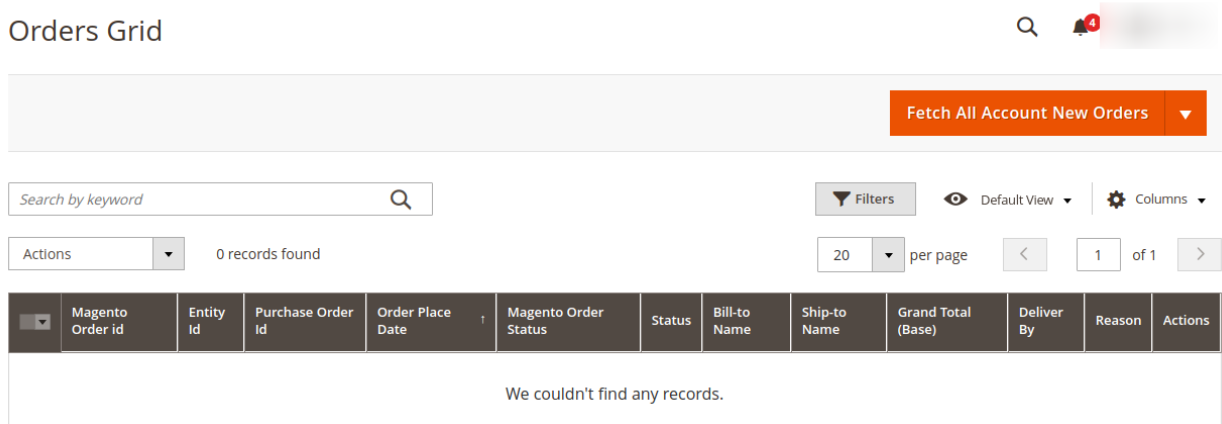 Orders Grid
4
Fetch All Account New Orders
Search by keyword
Filters
Default View
Columns
Actions
0 records found
20
per page
1
of 1
Magento Order id
Entity Id
Purchase Order Id
Order Place Date ↑
Magento Order Status
Status
Bill-to Name
Ship-to Name
Grand Total (Base)
Deliver By
Reason
Actions
We couldn't find any records.